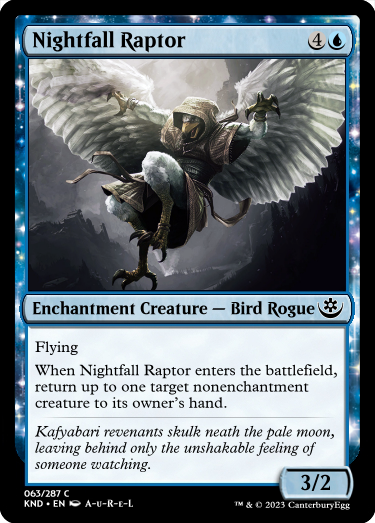 Nightfall Raptor 4
Enchantment Creature — Bird Rogue
Flying
When Nightfall Raptor enters the battlefield,
return up to one target nonenchantment
creature to its owner's hand.
Kafyabari revenants skulk neath the pale moon,
leaving behind only the unshakable feeling of
someone watching.
3/2
063/287 C
KND • EN A-U-R-E-L
™ & © 2023 CanterburyEgg